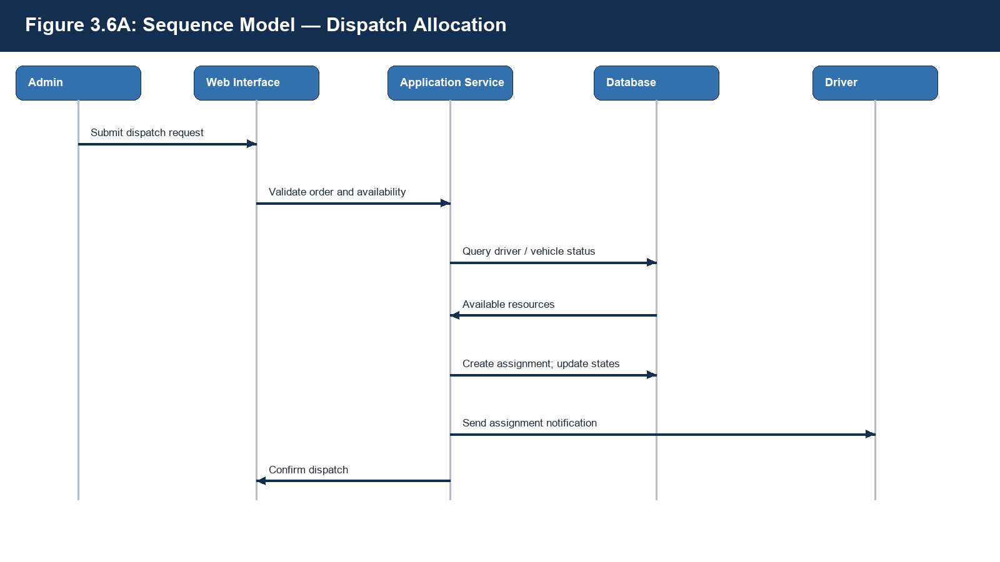 Figure 3.6A: Sequence Model — Dispatch Allocation
Admin
Web Interface
Application Service
Database
Driver
Submit dispatch request
Validate order and availability
Query driver / vehicle status
Available resources
Create assignment; update states
Send assignment notification
Confirm dispatch